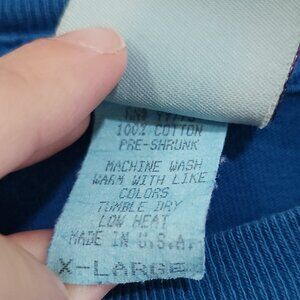 100% COTTON
PRE-SHRUNK
MACHINE WASH
WARM WITH LIKE
COLORS
TUMBLE DRY
LOW HEAT
MADE IN U.S.A.
X-LARGE